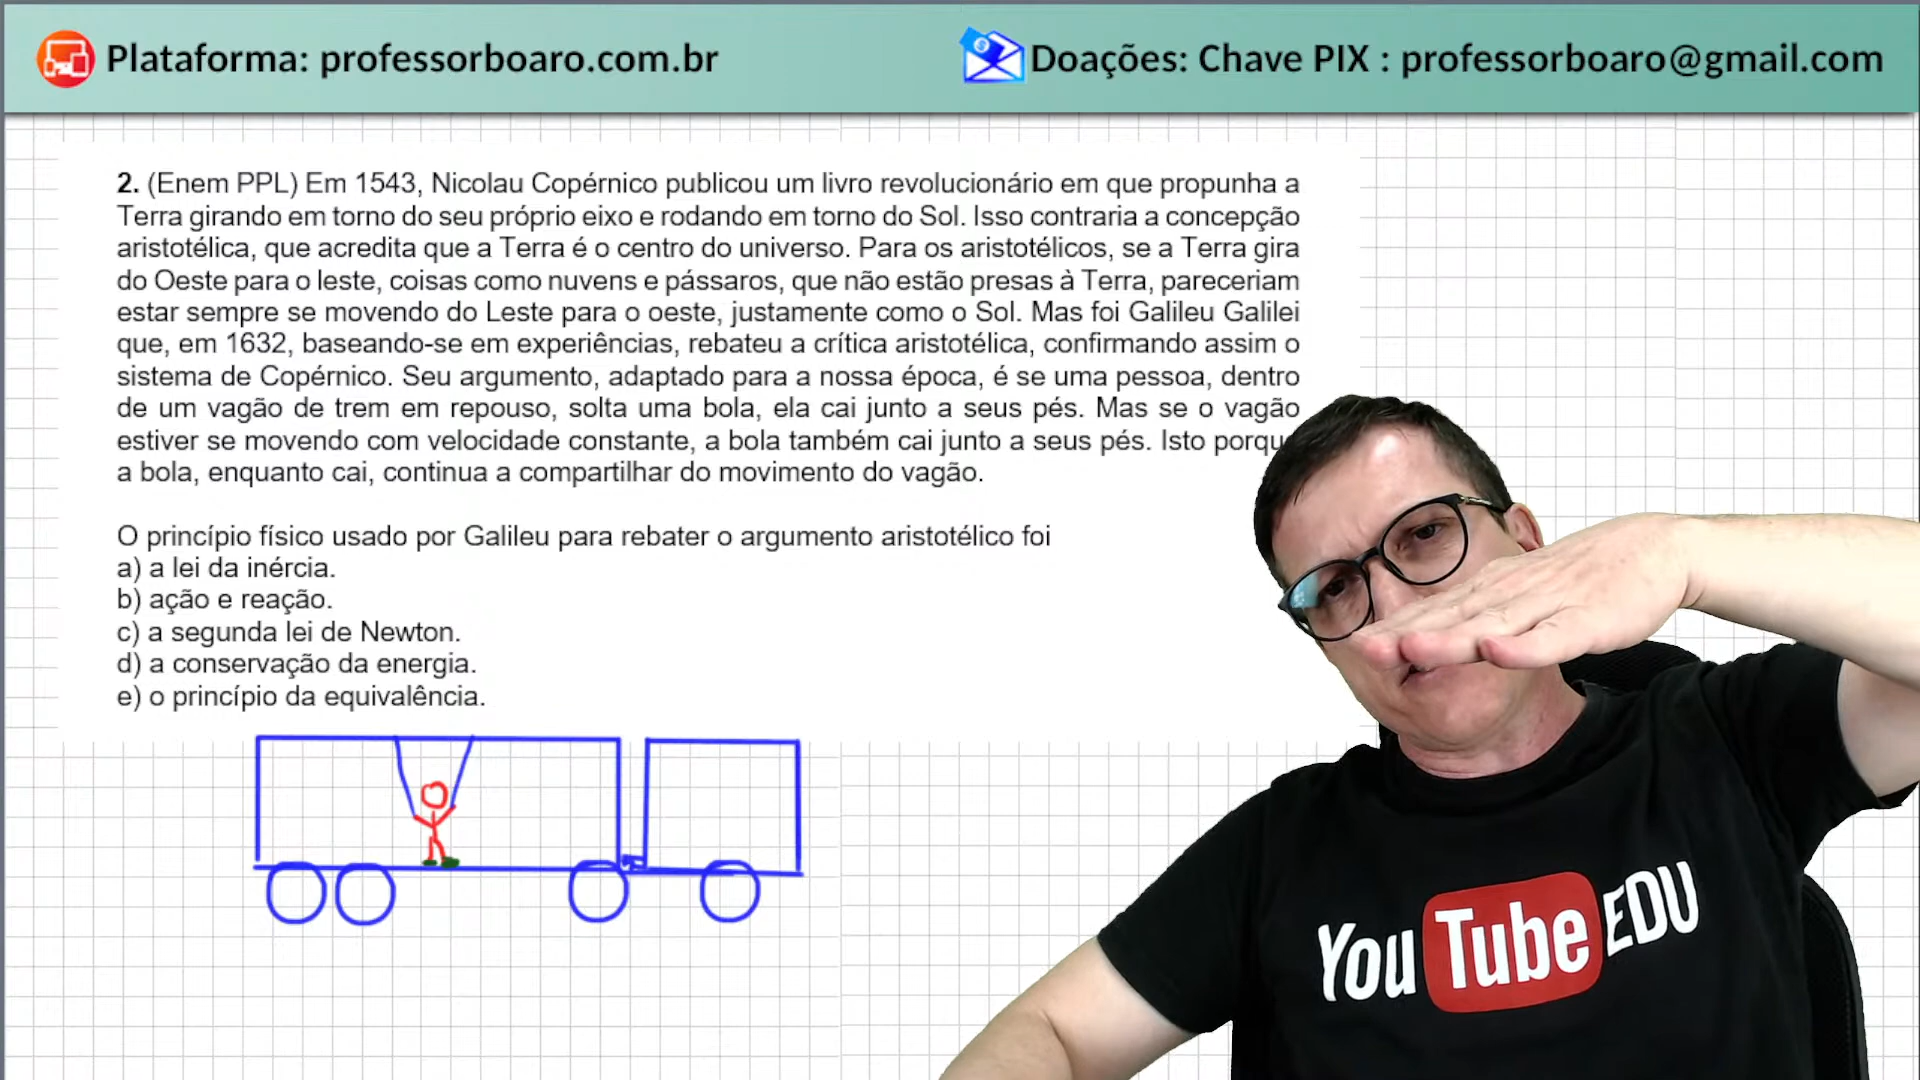 Plataforma: professorboaro.com.br
Doações: Chave PIX : professorboaro@gmail.com
2. (Enem PPL) Em 1543, Nicolau Copérnico publicou um livro revolucionário em que propunha a
Terra girando em torno do seu próprio eixo e rodando em torno do Sol. Isso contraria a concepção
aristotélica, que acredita que a Terra é o centro do universo. Para os aristotélicos, se a Terra gira
do Oeste para o leste, coisas como nuvens e pássaros, que não estão presas à Terra, pareceriam
estar sempre se movendo do Leste para o oeste, justamente como o Sol. Mas foi Galileu Galilei
que, em 1632, baseando-se em experiências, rebateu a crítica aristotélica, confirmando assim o
sistema de Copérnico. Seu argumento, adaptado para a nossa época, é se uma pessoa, dentro
de um vagão de trem em repouso, solta uma bola, ela cai junto a seus pés. Mas se o vagão
estiver se movendo com velocidade constante, a bola também cai junto a seus pés. Isto porqu
a bola, enquanto cai, continua a compartilhar do movimento do vagão.
O princípio físico usado por Galileu para rebater o argumento aristotélico foi
a) a lei da inércia.
b) ação e reação.
c) a segunda lei de Newton.
d) a conservação da energia.
e) o princípio da equivalência.
YouTube EDU